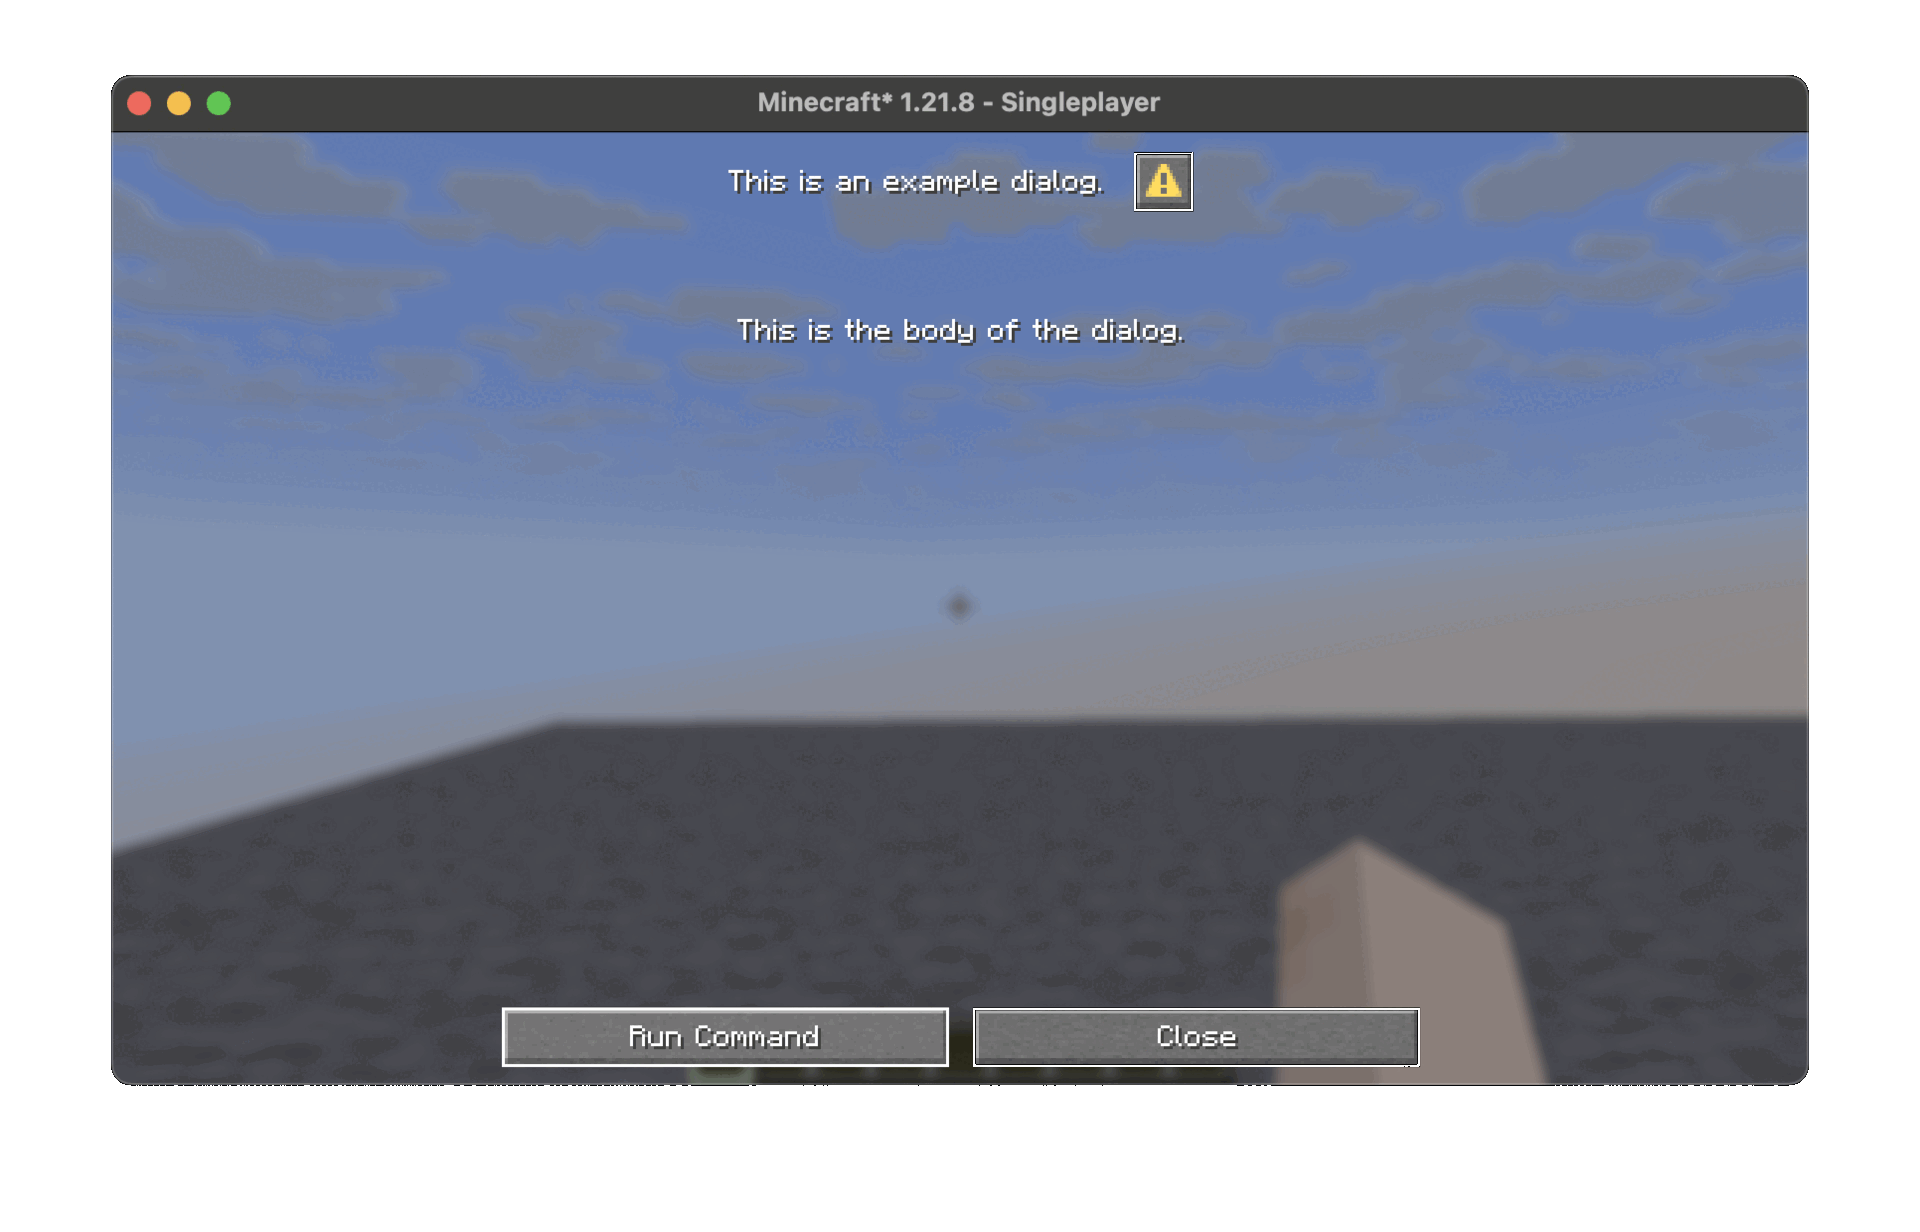 Minecraft* 1.21.8 - Singleplayer
This is an example dialog.
This is the body of the dialog.
Run Command
Close